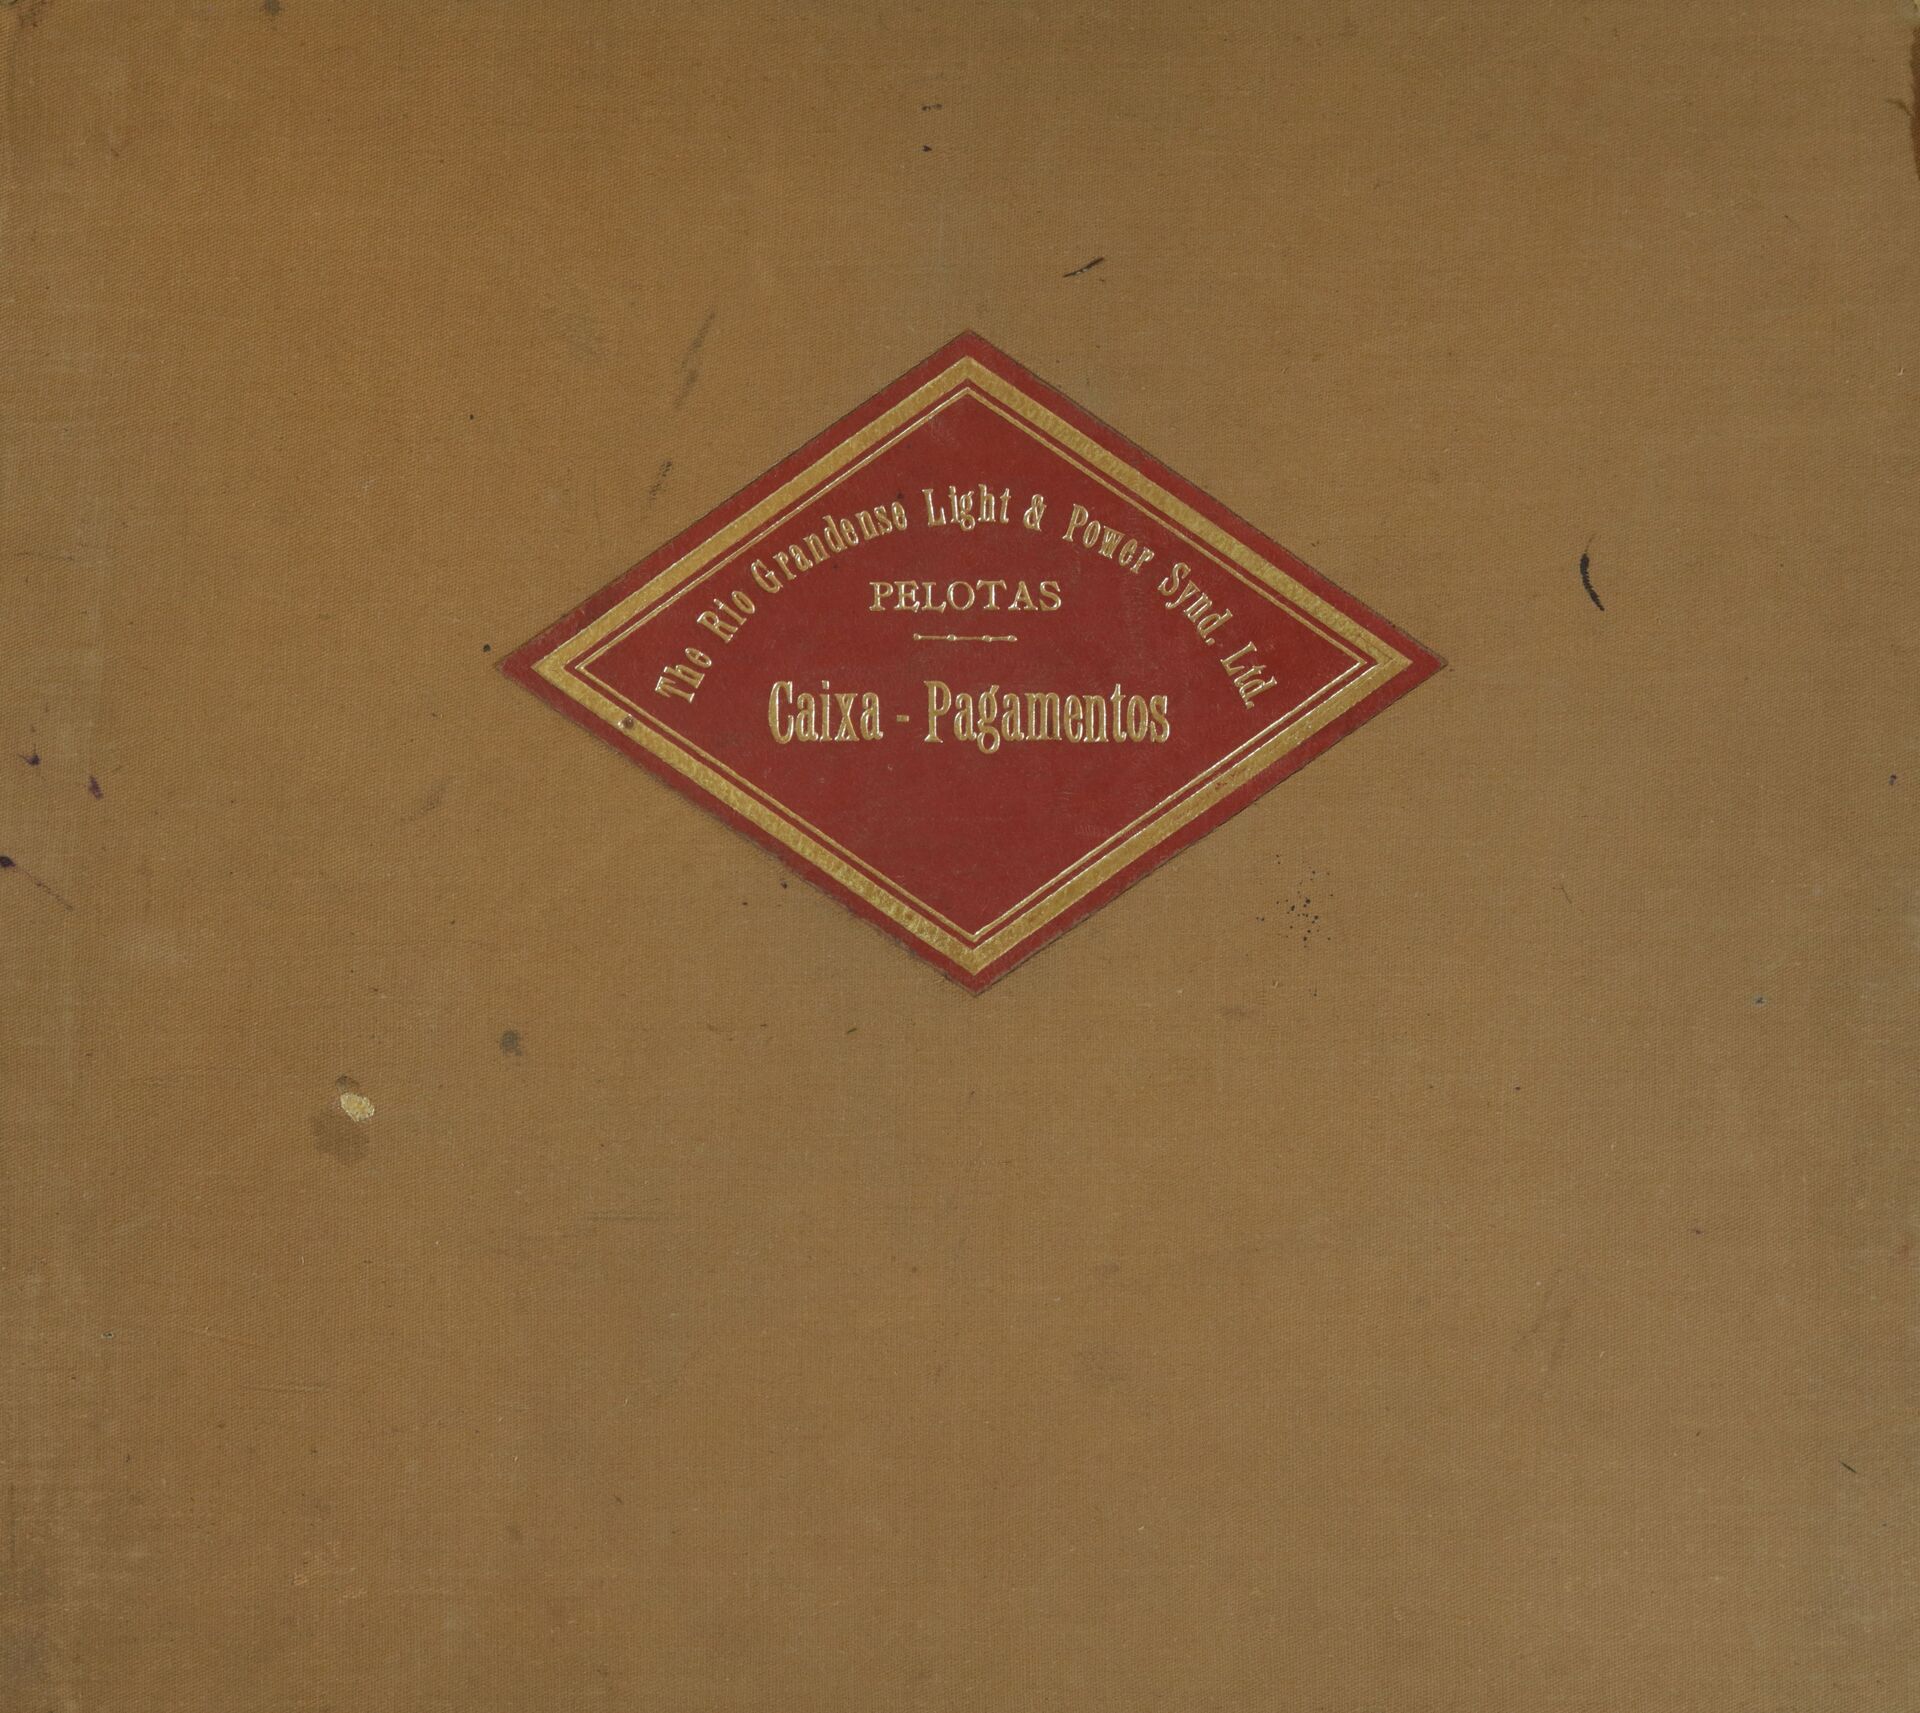 The Rio Grandense Light & Power Synd. Ltd.
PELOTAS
Caixa - Pagamentos